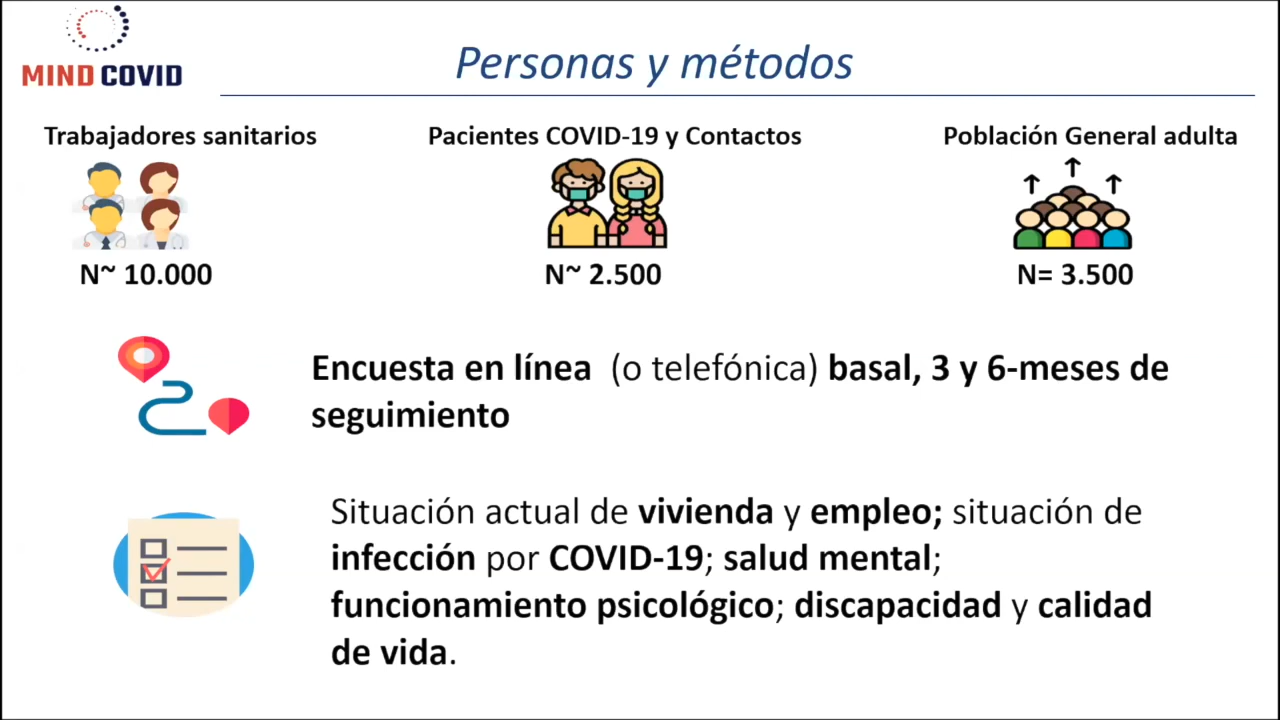 MIND COVID
Personas y métodos
Trabajadores sanitarios
Pacientes COVID-19 y Contactos
Población General adulta
N~ 10.000
N~ 2.500
N= 3.500
Encuesta en línea (o telefónica) basal, 3 y 6-meses de
seguimiento
Situación actual de vivienda y empleo; situación de
infección por COVID-19; salud mental;
funcionamiento psicológico; discapacidad y calidad
de vida.